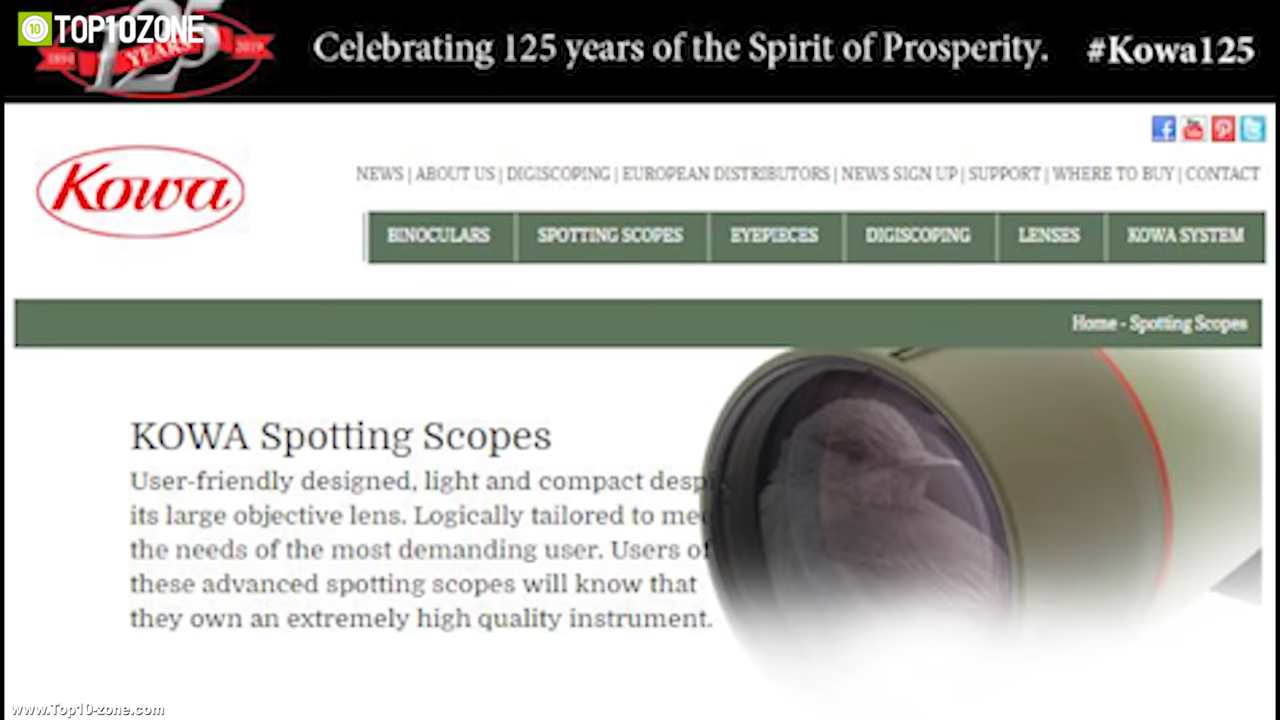 TOP10ZONE
10
125
YEARS
Celebrating 125 years of the Spirit of Prosperity. #Kowa125
Kowa
NEWS | ABOUT US | DIGISCOPING | EUROPEAN DISTRIBUTORS | NEWS SIGN UP | SUPPORT | WHERE TO BUY | CONTACT
BINOCULARS SPOTTING SCOPES EYEPIECES DIGISCOPING LENSES KOWA SYSTEM
Home - Spotting Scopes
KOWA Spotting Scopes
User-friendly designed, light and compact desp
its large objective lens. Logically tailored to mee
the needs of the most demanding user. Users of
these advanced spotting scopes will know that
they own an extremely high quality instrument.
www.Top10-zone.com